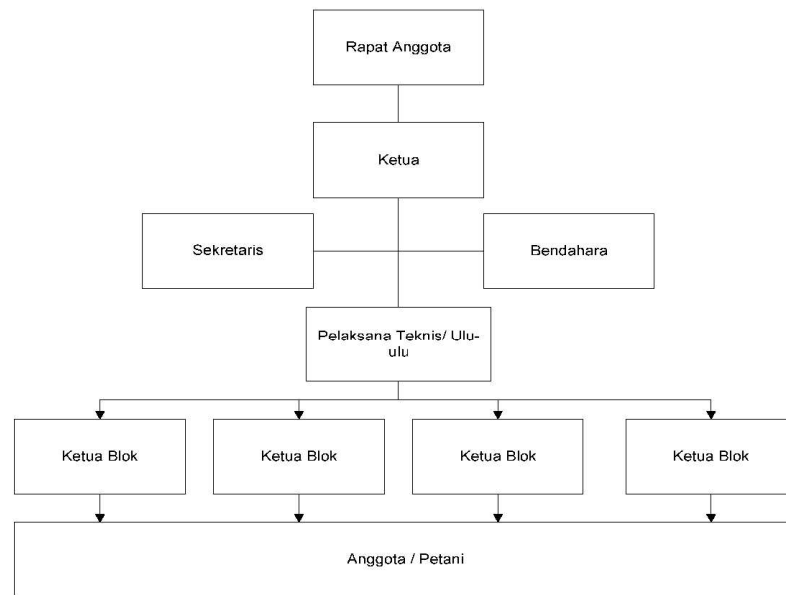 Rapat Anggota
Ketua
Sekretaris
Bendahara
Pelaksana Teknis/ Ulu-
ulu
Ketua Blok
Ketua Blok
Ketua Blok
Ketua Blok
Anggota / Petani